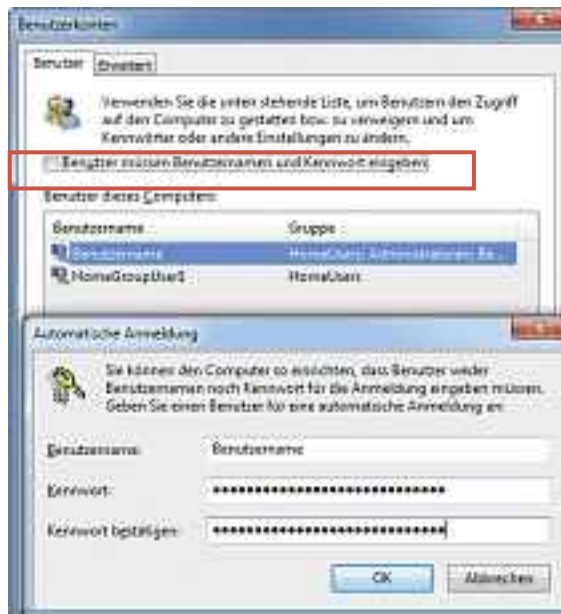 Benutzerkonten
Benutzer Erweitert
Verwenden Sie die unten stehende Liste, um Benutzern den Zugriff
auf den Computer zu gestatten bzw. zu verweigern und um
Kennwörter oder andere Einstellungen zu ändern.
Benutzer müssen Benutzernamen und Kennwort eingeben
Benutzer dieses Computers:
Benutzername Gruppe
Benutzername HomeUsers; Administratoren; Be...
HomeGroupUser$ HomeUsers
Automatische Anmeldung
Sie können den Computer so einrichten, dass Benutzer weder
Benutzernamen noch Kennwort für die Anmeldung eingeben müssen.
Geben Sie einen Benutzer für eine automatische Anmeldung an:
Benutzername: Benutzername
Kennwort:
Kennwort bestätigen:
OK Abbrechen